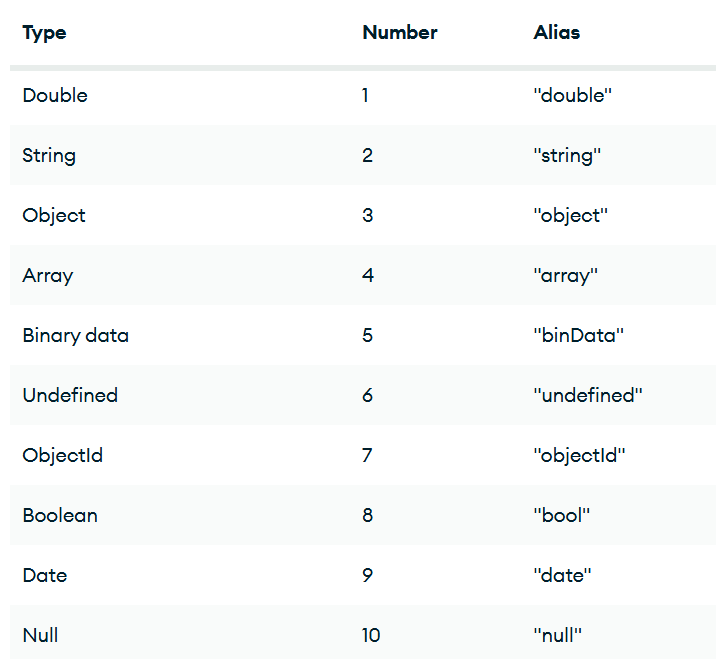 Type Number Alias
Double 1 "double"
String 2 "string"
Object 3 "object"
Array 4 "array"
Binary data 5 "binData"
Undefined 6 "undefined"
ObjectId 7 "objectId"
Boolean 8 "bool"
Date 9 "date"
Null 10 "null"